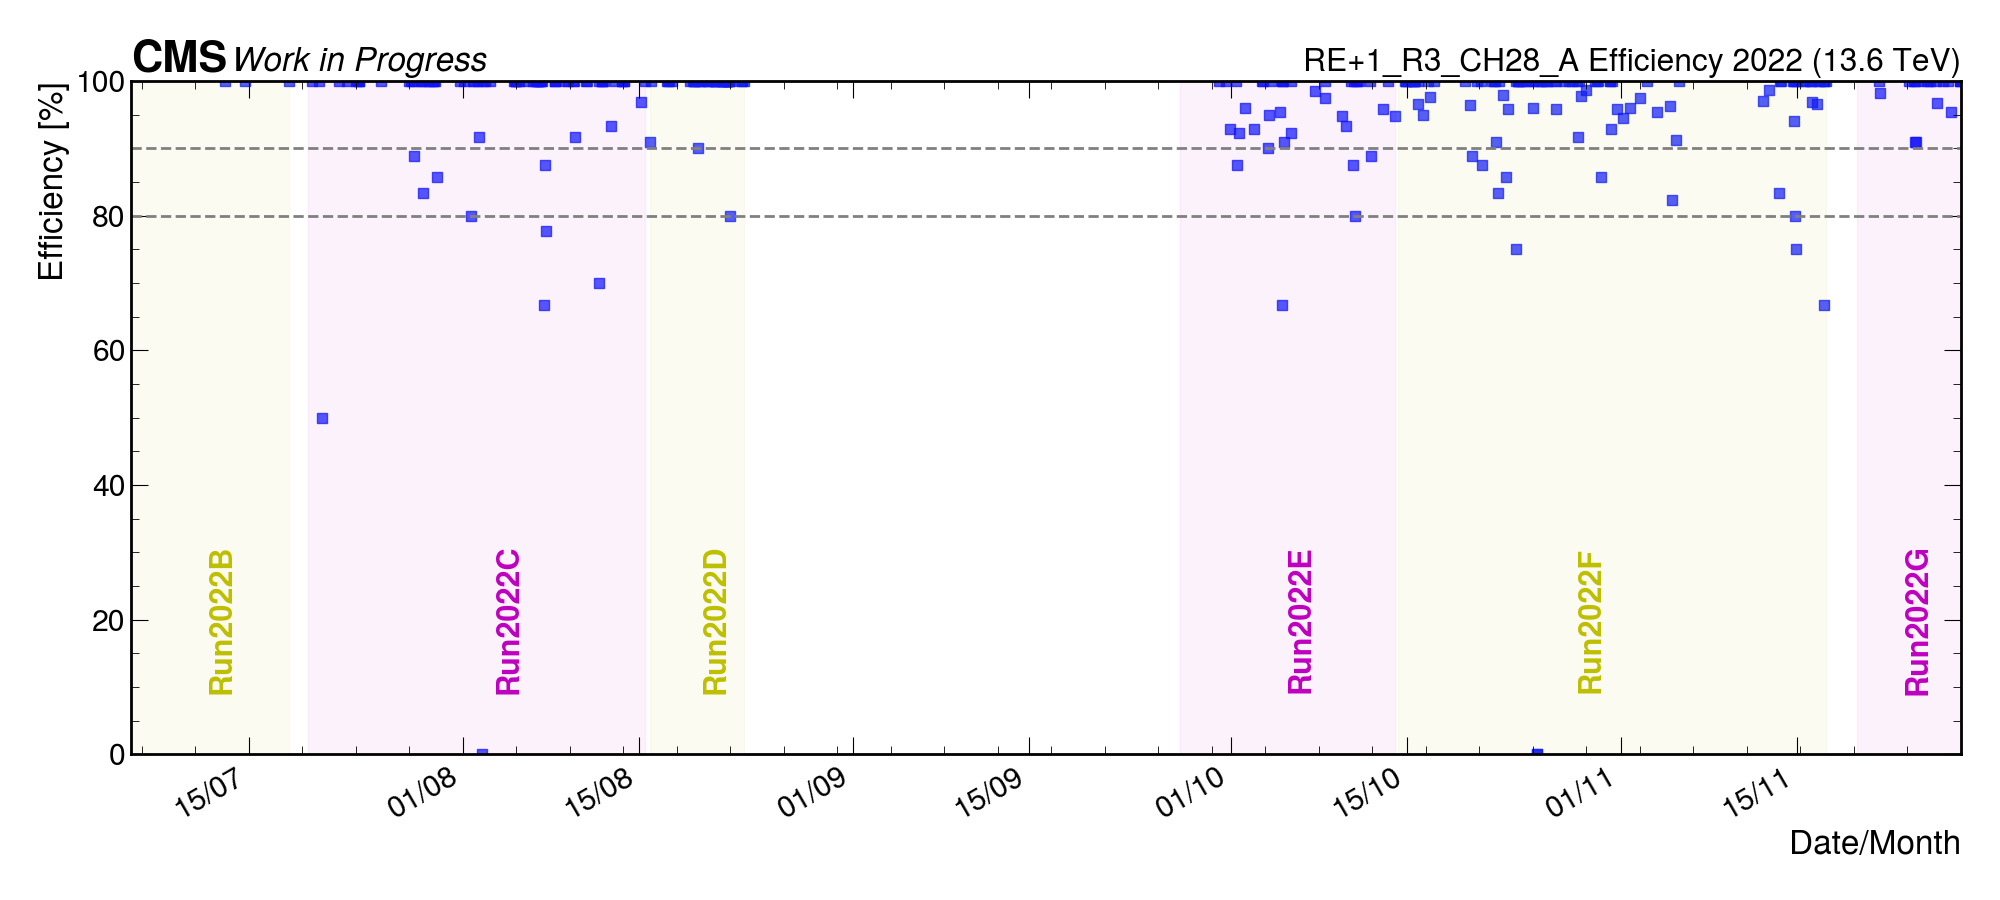 CMS Work in Progress
RE+1_R3_CH28_A Efficiency 2022 (13.6 TeV)
Efficiency [%]
100
80
60
40
20
0
Run2022B
Run2022C
Run2022D
Run2022E
Run2022F
Run2022G
15/07
01/08
15/08
01/09
15/09
01/10
15/10
01/11
15/11
Date/Month